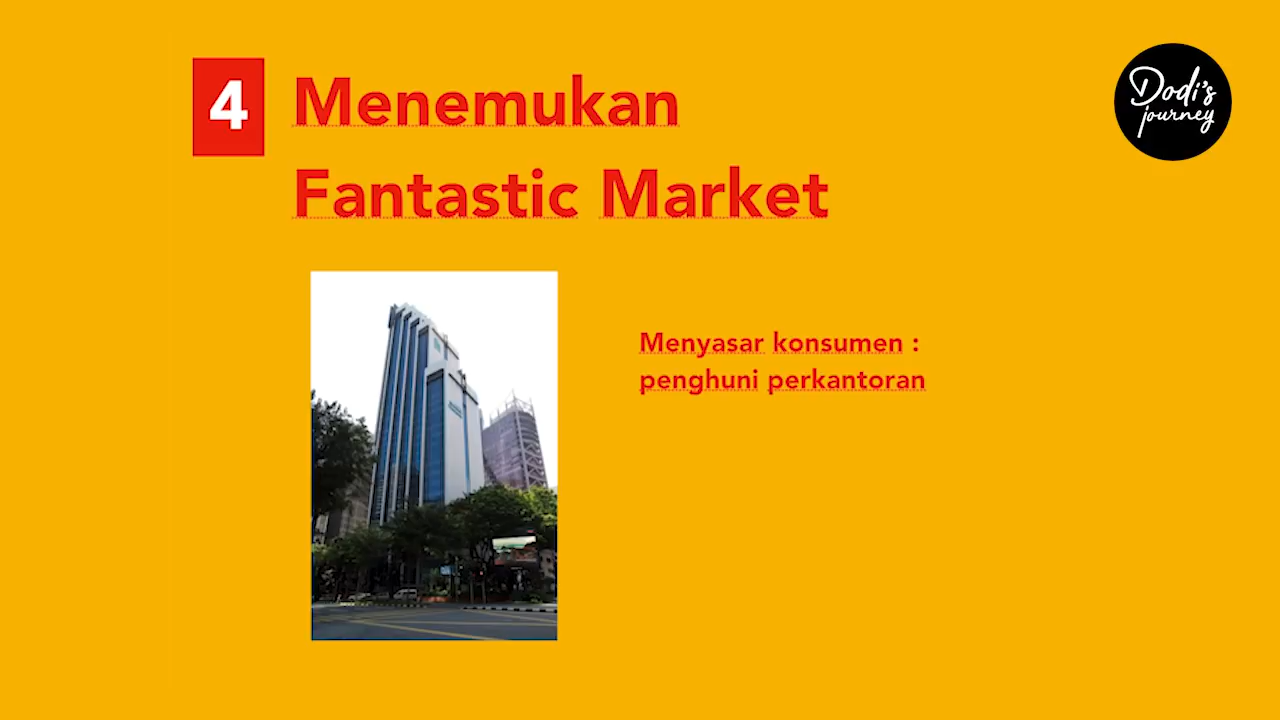 4
Menemukan
Fantastic Market
Dodi's
journey
Menyasar konsumen :
penghuni perkantoran